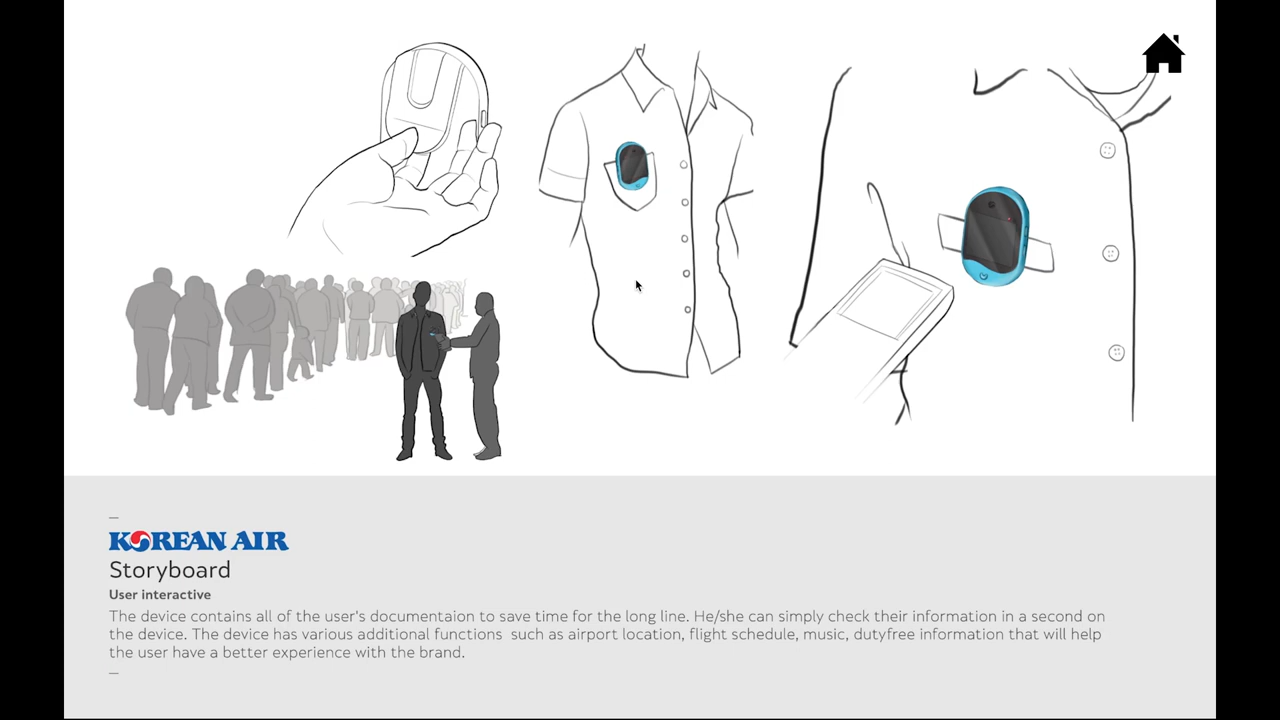 KOREAN AIR
Storyboard
User interactive
The device contains all of the user's documentaion to save time for the long line. He/she can simply check their information in a second on
the device. The device has various additional functions such as airport location, flight schedule, music, dutyfree information that will help
the user have a better experience with the brand.